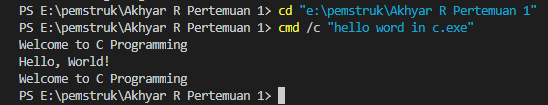 PS E:\pemstruk\Akhyar R Pertemuan 1> cd "e:\pemstruk\Akhyar R Pertemuan 1"
PS E:\pemstruk\Akhyar R Pertemuan 1> cmd /c "hello word in c.exe"
Welcome to C Programming
Hello, World!
Welcome to C Programming
PS E:\pemstruk\Akhyar R Pertemuan 1>